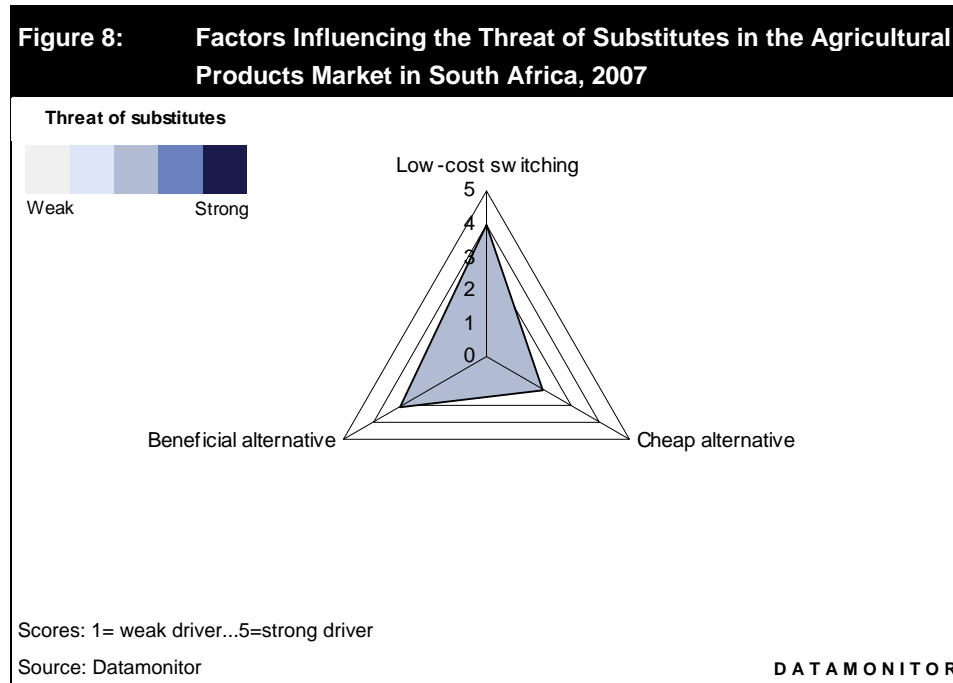 Figure 8: Factors Influencing the Threat of Substitutes in the Agricultural
Products Market in South Africa, 2007
Threat of substitutes
Weak Strong
Low-cost switching
5
4
3
2
1
0
Beneficial alternative Cheap alternative
Scores: 1= weak driver...5=strong driver
Source: Datamonitor DATAMONITOR